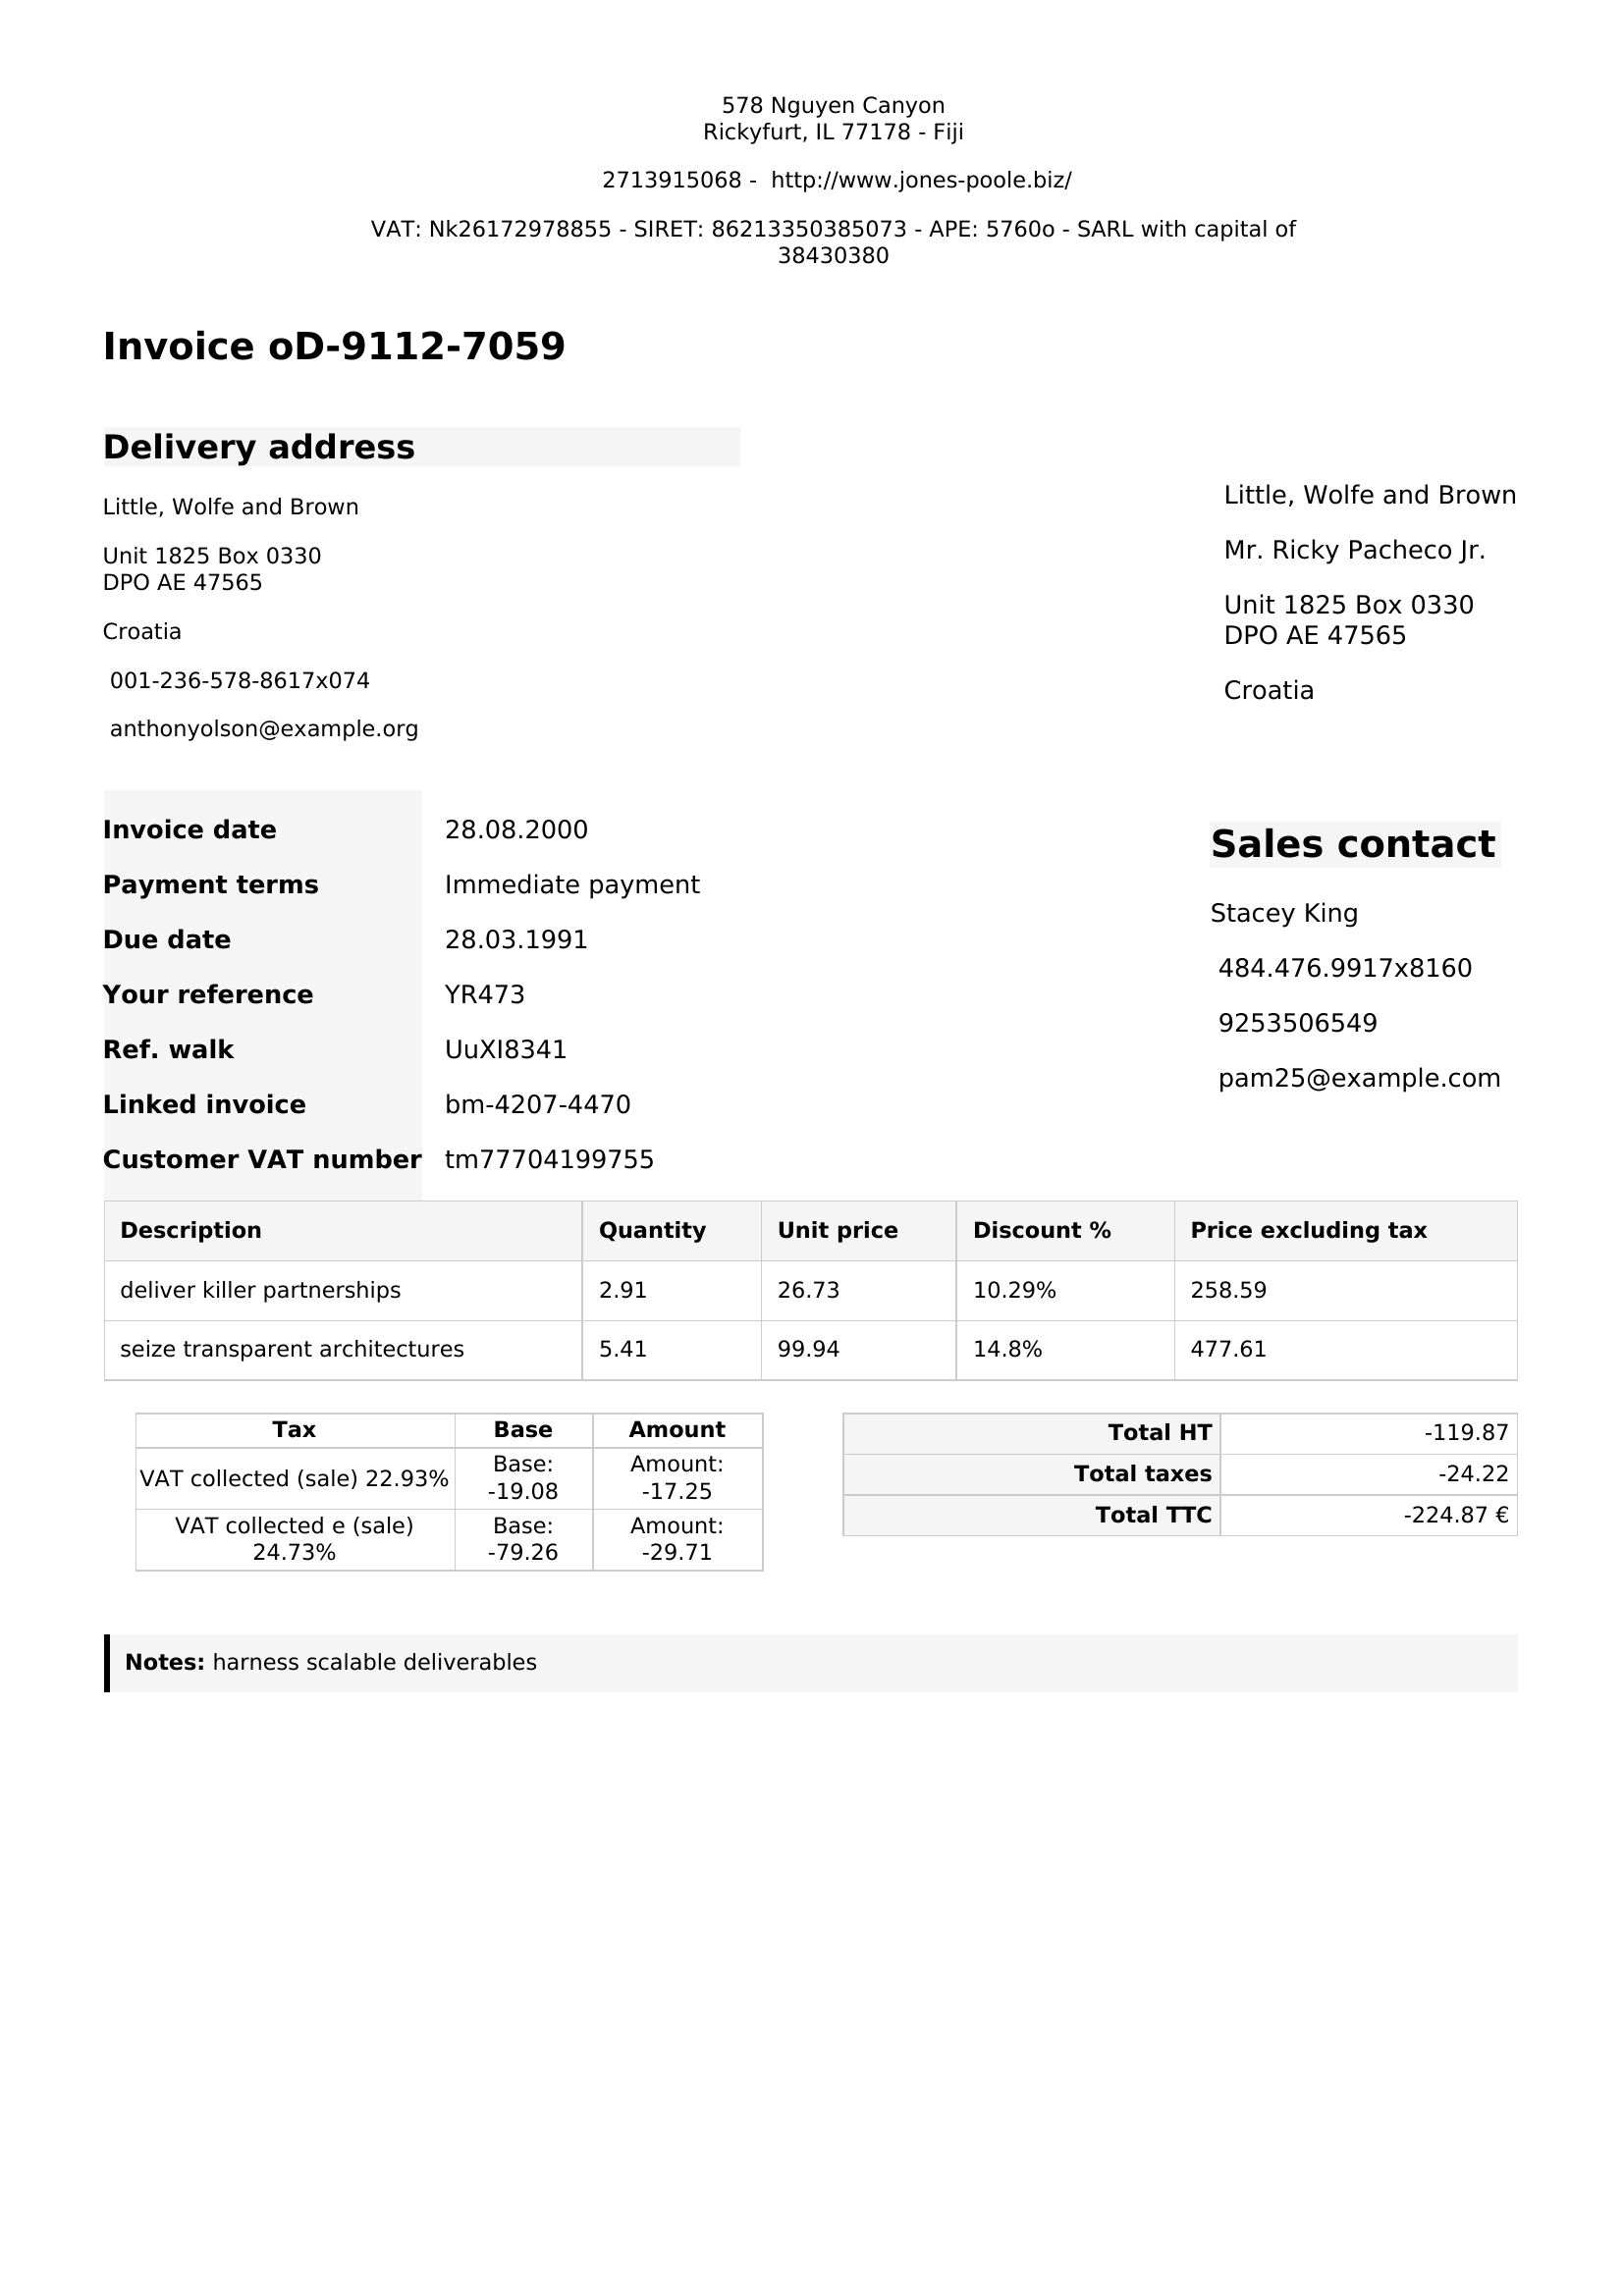 578 Nguyen Canyon
Rickyfurt, IL 77178 - Fiji
2713915068 - http://www.jones-poole.biz/
VAT: Nk26172978855 - SIRET: 86213350385073 - APE: 5760o - SARL with capital of
38430380
Invoice oD-9112-7059
Delivery address
Little, Wolfe and Brown
Unit 1825 Box 0330
DPO AE 47565
Croatia
001-236-578-8617x074
anthonyolson@example.org
Little, Wolfe and Brown
Mr. Ricky Pacheco Jr.
Unit 1825 Box 0330
DPO AE 47565
Croatia
Invoice date 28.08.2000
Payment terms Immediate payment
Due date 28.03.1991
Your reference YR473
Ref. walk UuXI8341
Linked invoice bm-4207-4470
Customer VAT number tm77704199755
Sales contact
Stacey King
484.476.9917x8160
9253506549
pam25@example.com
Description Quantity Unit price Discount % Price excluding tax
deliver killer partnerships 2.91 26.73 10.29% 258.59
seize transparent architectures 5.41 99.94 14.8% 477.61
Tax Base Amount
VAT collected (sale) 22.93% Base: -19.08 Amount: -17.25
VAT collected e (sale) 24.73% Base: -79.26 Amount: -29.71
Total HT -119.87
Total taxes -24.22
Total TTC -224.87 €
Notes: harness scalable deliverables